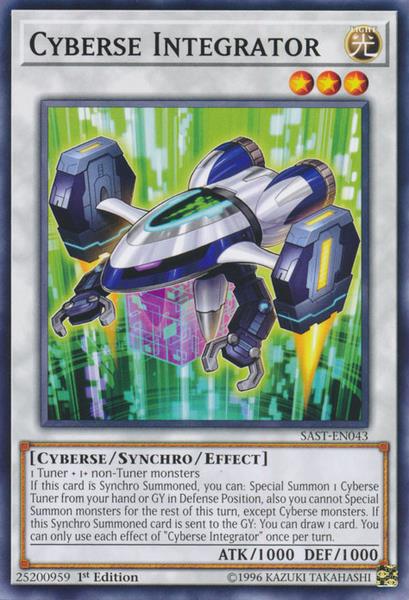 CYBERSE INTEGRATOR
LIGHT
光
SAST-EN043
[CYBERSE/SYNCHRO/EFFECT]
1 Tuner + 1+ non-Tuner monsters
If this card is Synchro Summoned, you can: Special Summon 1 Cyberse
Tuner from your hand or GY in Defense Position, also you cannot Special
Summon monsters for the rest of this turn, except Cyberse monsters. If
this Synchro Summoned card is sent to the GY: You can draw 1 card. You
can only use each effect of "Cyberse Integrator" once per turn.
ATK/1000 DEF/1000
25200959 1st Edition ©1996 KAZUKI TAKAHASHI